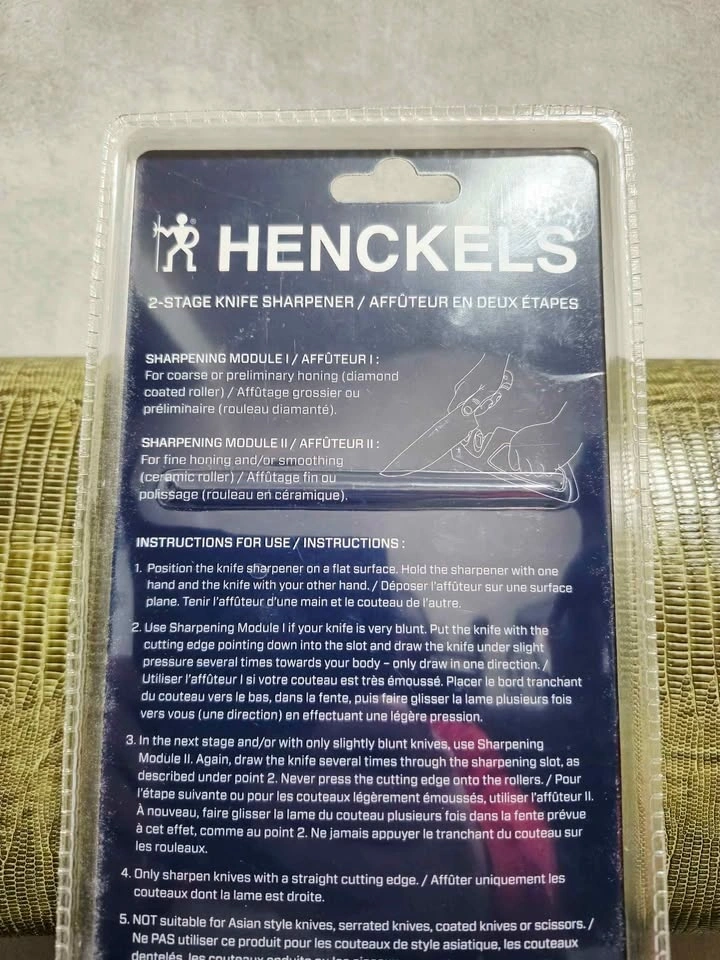 HENCKELS
2-STAGE KNIFE SHARPENER / AFFÛTEUR EN DEUX ÉTAPES
SHARPENING MODULE I / AFFÛTEUR I :
For coarse or preliminary honing (diamond
coated roller) / Affûtage grossier ou
préliminaire (rouleau diamanté).
SHARPENING MODULE II / AFFÛTEUR II :
For fine honing and/or smoothing
(ceramic roller) / Affûtage fin ou
polissage (rouleau en céramique).
INSTRUCTIONS FOR USE / INSTRUCTIONS :
1. Position the knife sharpener on a flat surface. Hold the sharpener with one
hand and the knife with your other hand. / Déposer l'affûteur sur une surface
plane. Tenir l'affûteur d'une main et le couteau de l'autre.
2. Use Sharpening Module I if your knife is very blunt. Put the knife with the
cutting edge pointing down into the slot and draw the knife under slight
pressure several times towards your body – only draw in one direction. /
Utiliser l'affûteur I si votre couteau est très émoussé. Placer le bord tranchant
du couteau vers le bas, dans la fente, puis faire glisser la lame plusieurs fois
vers vous (une direction) en effectuant une légère pression.
3. In the next stage and/or with only slightly blunt knives, use Sharpening
Module II. Again, draw the knife several times through the sharpening slot, as
described under point 2. Never press the cutting edge onto the rollers. / Pour
l'étape suivante ou pour les couteaux légèrement émoussés, utiliser l'affûteur II.
À nouveau, faire glisser la lame du couteau plusieurs fois dans la fente prévue
à cet effet, comme au point 2. Ne jamais appuyer le tranchant du couteau sur
les rouleaux.
4. Only sharpen knives with a straight cutting edge. / Affûter uniquement les
couteaux dont la lame est droite.
5. NOT suitable for Asian style knives, serrated knives, coated knives or scissors. /
Ne PAS utiliser ce produit pour les couteaux de style asiatique, les couteaux
dentelés, les couteaux